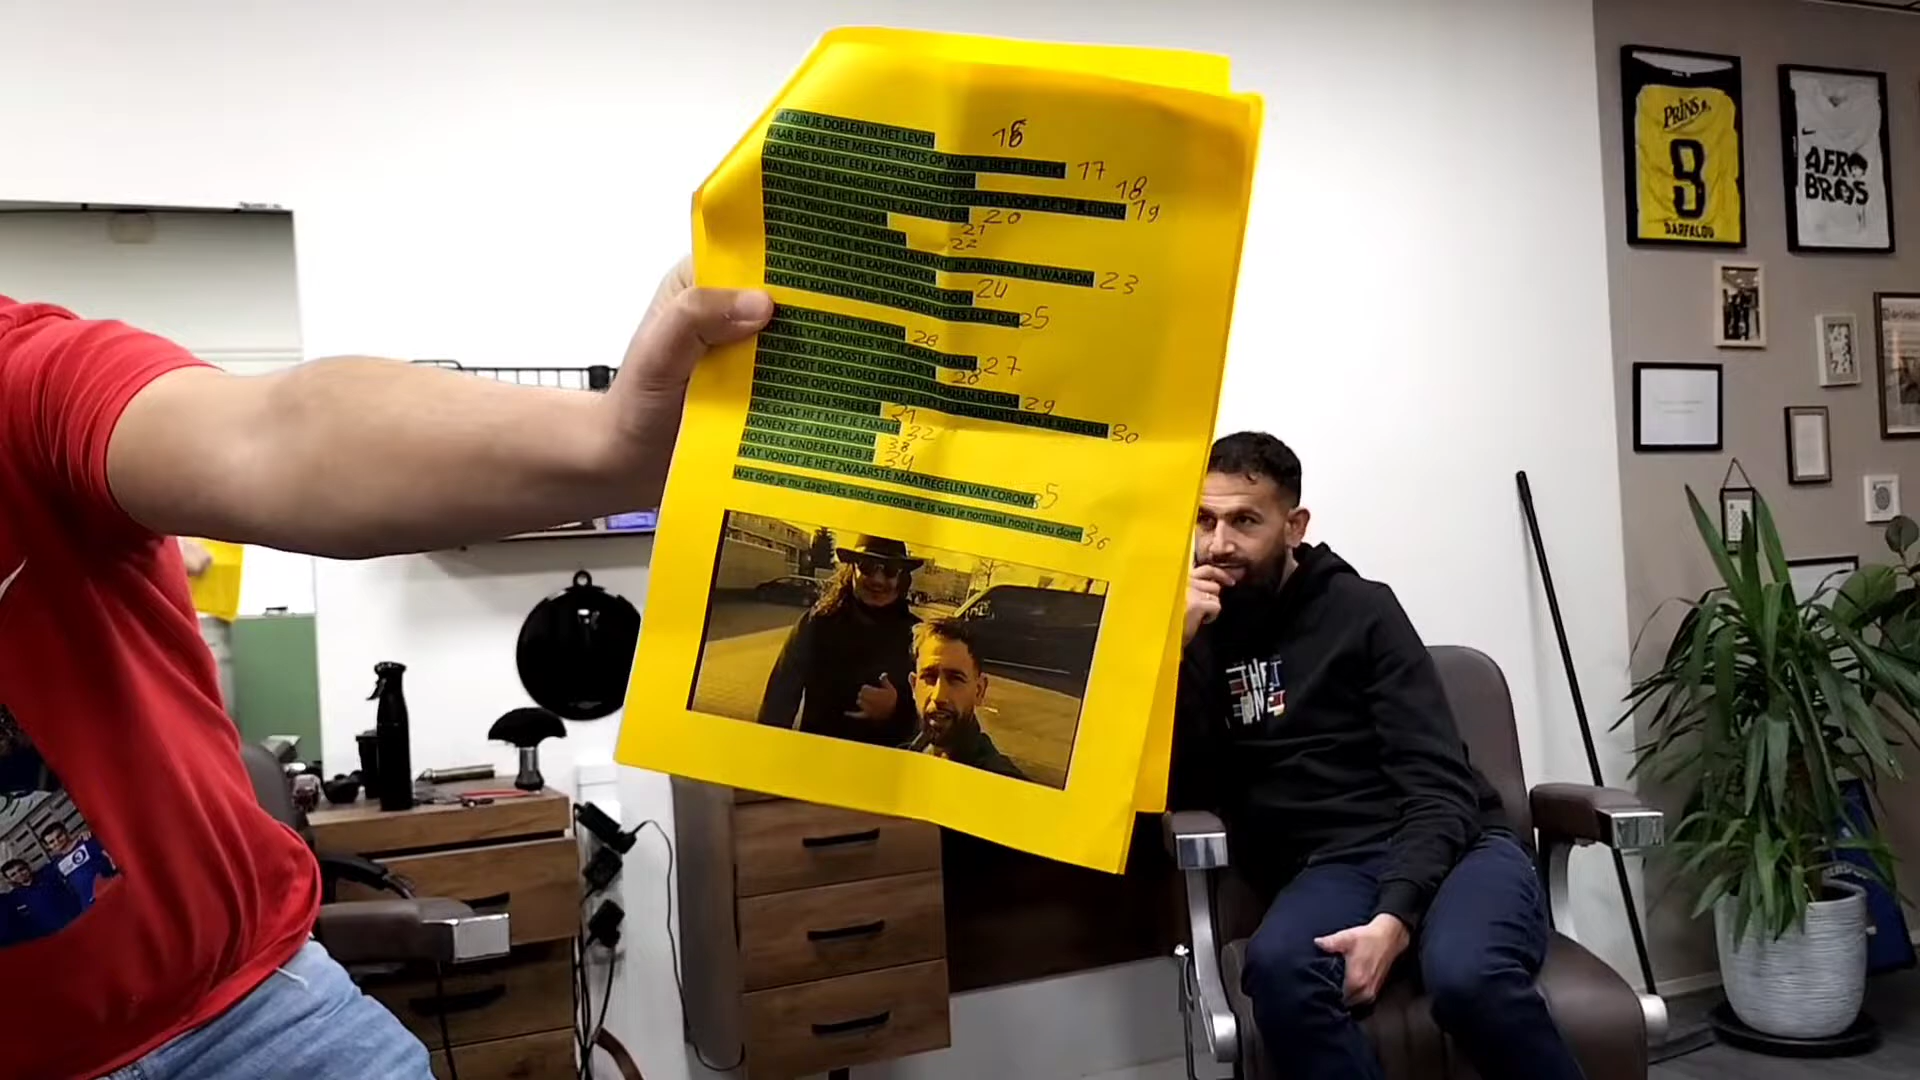 WAT ZIJN JE DOELEN IN HET LEVEN 16
WAAR BEN JE HET MEESTE TROTS OP WAT JE HEBT BEREIKT 17
HOELANG DUURT EEN KAPPERS OPLEIDING 18
WAT ZIJN DE BELANGRIJKE AANDACHTS PUNTEN VOOR DE OPLEIDING 19
WAT VINDT JE HET LEUKSTE AAN JE WERK 20
EN WAT VINDT JE MINDER 21
WIE IS JOU IDOOL IN ARNHEM 22
WAT VINDT JE HET BESTE RESTAURANT IN ARNHEM EN WAAROM 23
ALS JE STOPT MET JE KAPPERSWERK
WAT VOOR WERK WIL JE DAN GRAAG DOEN 24
HOEVEEL KLANTEN KNIP JE DOORDEWEEKS ELKE DAG 25
HOEVEEL IN HET WEEKEND 26
HOEVEEL YT ABONNEES WIL JE GRAAG HALEN 27
WAT WAS JE HOOGSTE KIJKERS OP YT 28
HEB JE OOIT BOKS VIDEO GEZIEN VAN ORHAN DELIBAS 29
WAT VOOR OPVOEDING VINDT JE HET BELANGRIJKSTE VAN JE KINDEREN 30
HOEVEEL TALEN SPREEK JE 31
HOE GAAT HET MET JE FAMILIE 32
WONEN ZE IN NEDERLAND 38
HOEVEEL KINDEREN HEB JE 34
WAT VONDT JE HET ZWAARSTE MAATREGELEN VAN CORONA 35
Wat doe je nu dagelijks sinds corona er is wat je normaal nooit zou doen 36
PRINS
9
DARFALOU
AFRO
BROS